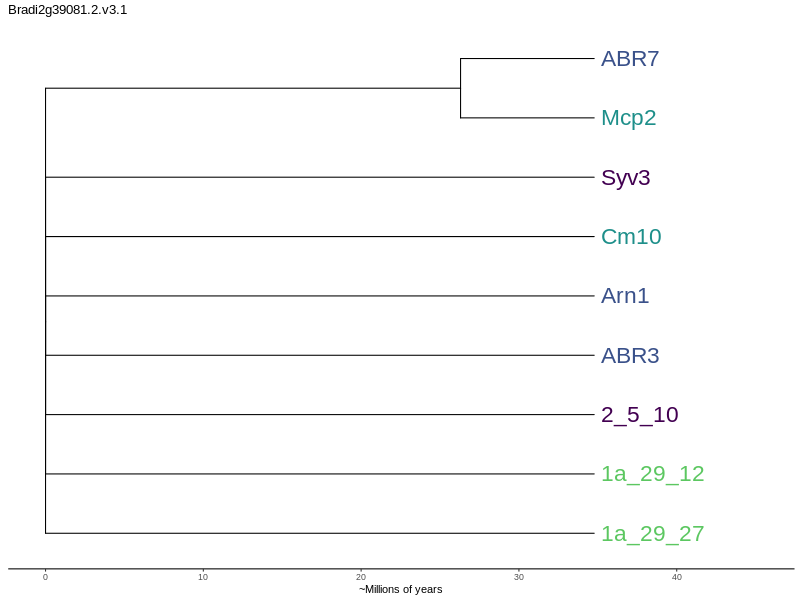 Bradi2g39081.2.v3.1
ABR7
Mcp2
Syv3
Cm10
Arn1
ABR3
2_5_10
1a_29_12
1a_29_27
0 10 20 30 40
~Millions of years